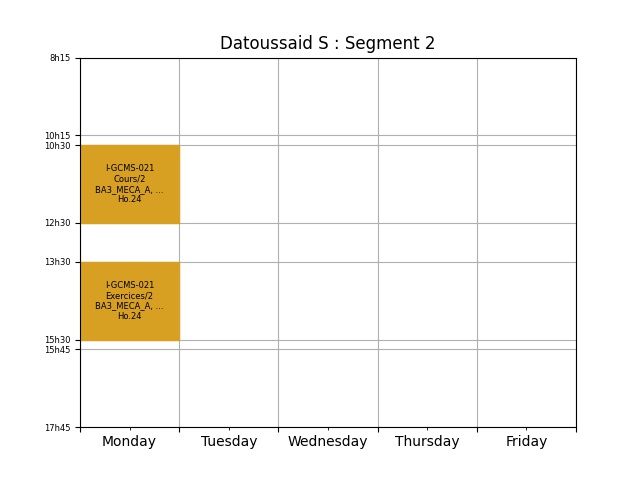 Datoussaid S : Segment 2
8h15
10h15
10h30
I-GCMS-021
Cours/2
BA3_MECA_A, ...
Ho.24
12h30
13h30
I-GCMS-021
Exercices/2
BA3_MECA_A, ...
Ho.24
15h30
15h45
17h45
Monday Tuesday Wednesday Thursday Friday